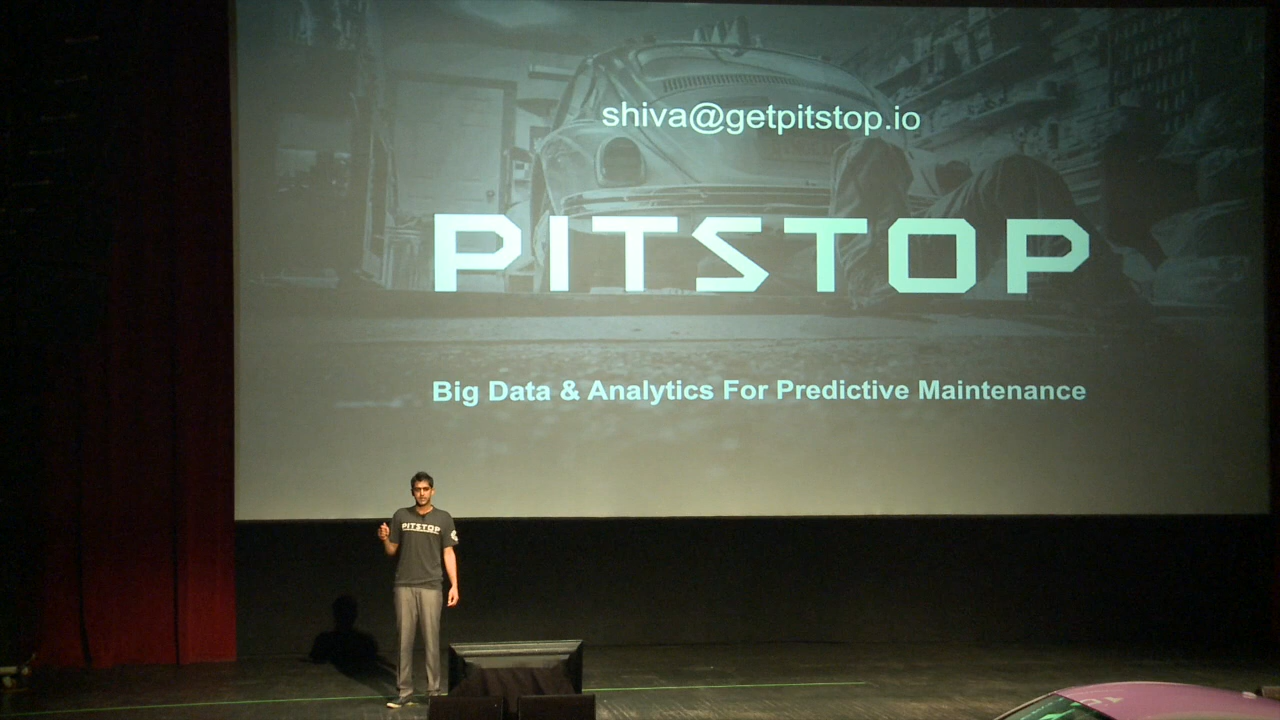 shiva@getpitstop.io
PITSTOP
Big Data & Analytics For Predictive Maintenance
PITSTOP